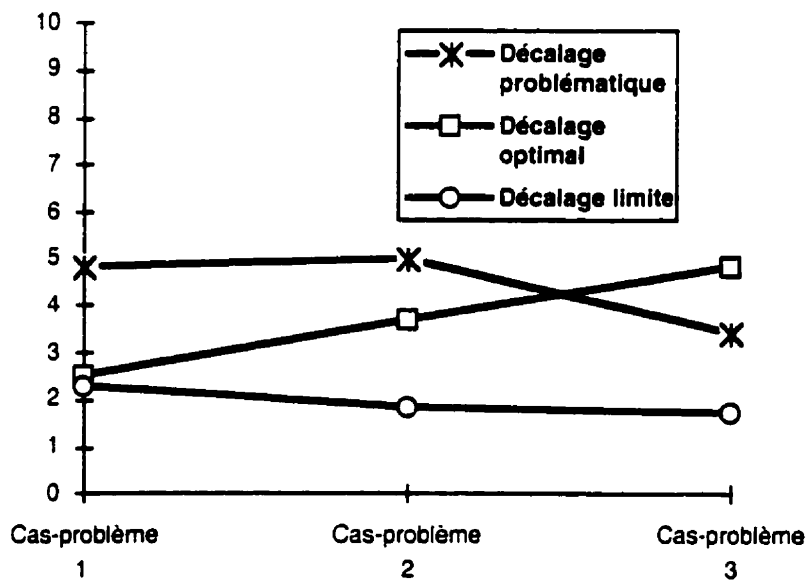 10
9
8
7
6
5
4
3
2
1
0
Décalage
problématique
Décalage
optimal
Décalage limite
Cas-problème
1
Cas-problème
2
Cas-problème
3